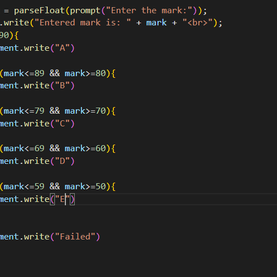 = parseFloat(prompt("Enter the mark:"));
.write("Entered mark is: " + mark + "<br>");
90){
ment.write("A")
(mark<=89 && mark>=80){
ment.write("B")
(mark<=79 && mark>=70){
ment.write("C")
(mark<=69 && mark>=60){
ment.write("D")
(mark<=59 && mark>=50){
ment.write("E")
ment.write("Failed")